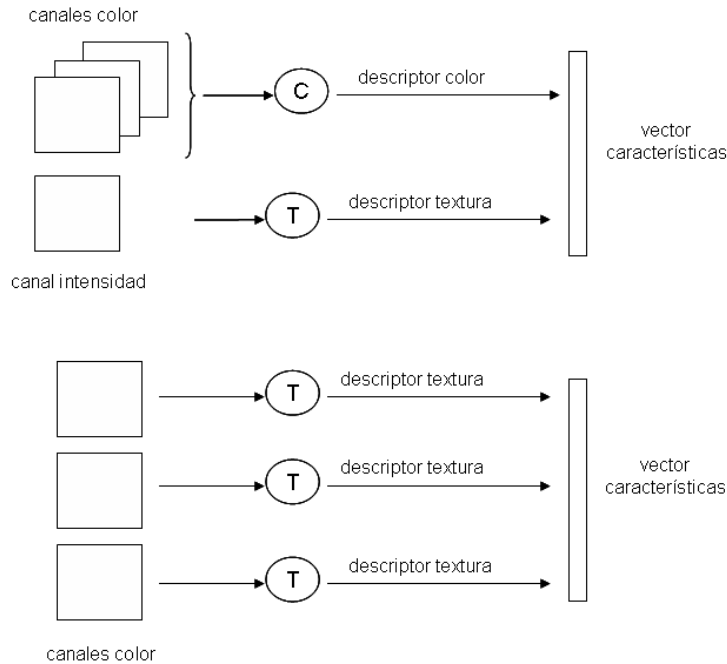 canales color
C
descriptor color
vector
características
T
descriptor textura
canal intensidad
T
descriptor textura
T
descriptor textura
vector
características
T
descriptor textura
canales color